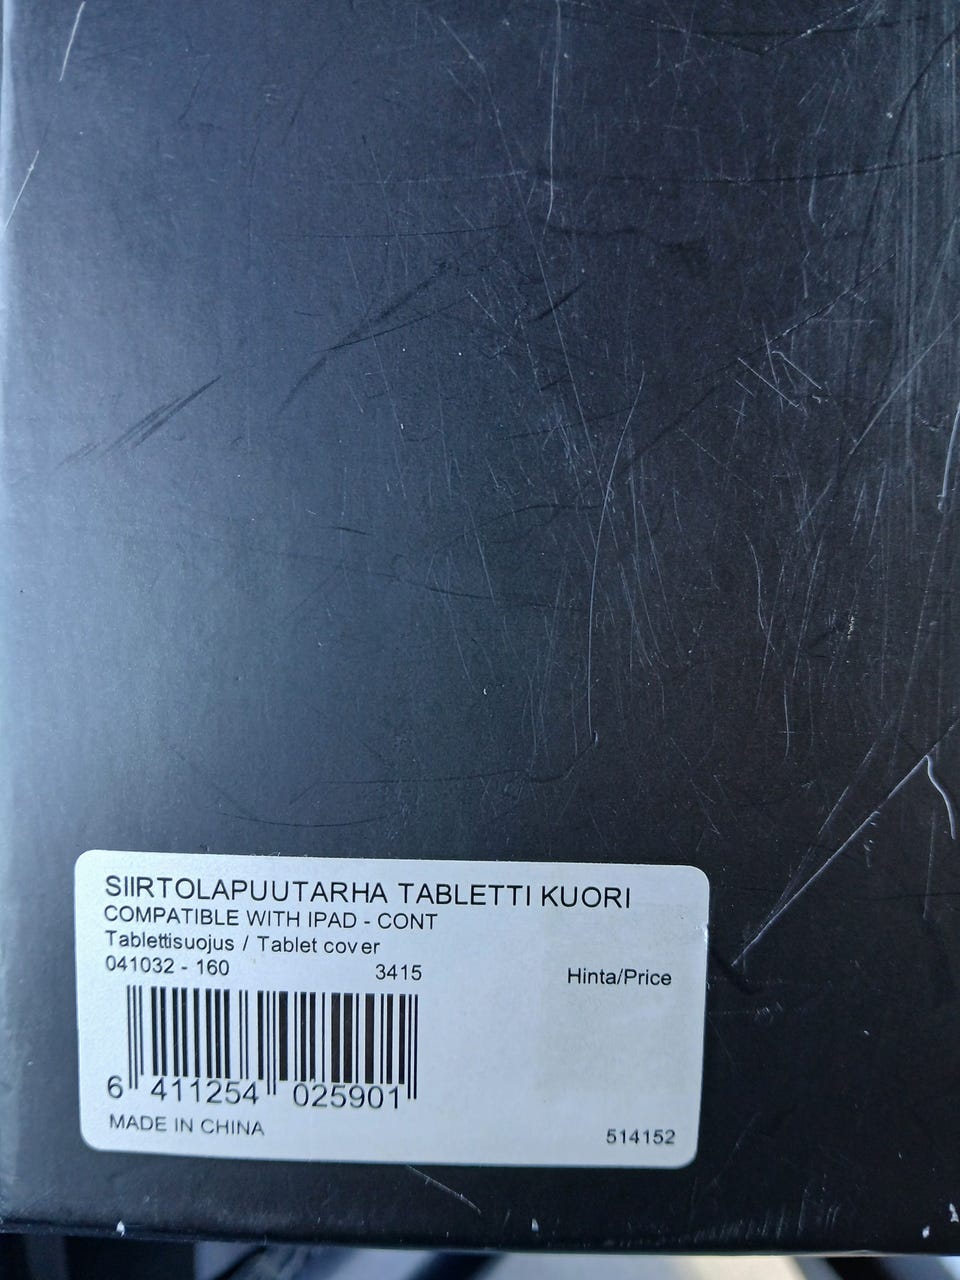 SIIRTOLAPUUTARHA TABLETTI KUORI
COMPATIBLE WITH IPAD - CONT
Tablettisuojus / Tablet cover
041032 - 160 3415 Hinta/Price
6 411254 025901
MADE IN CHINA 514152